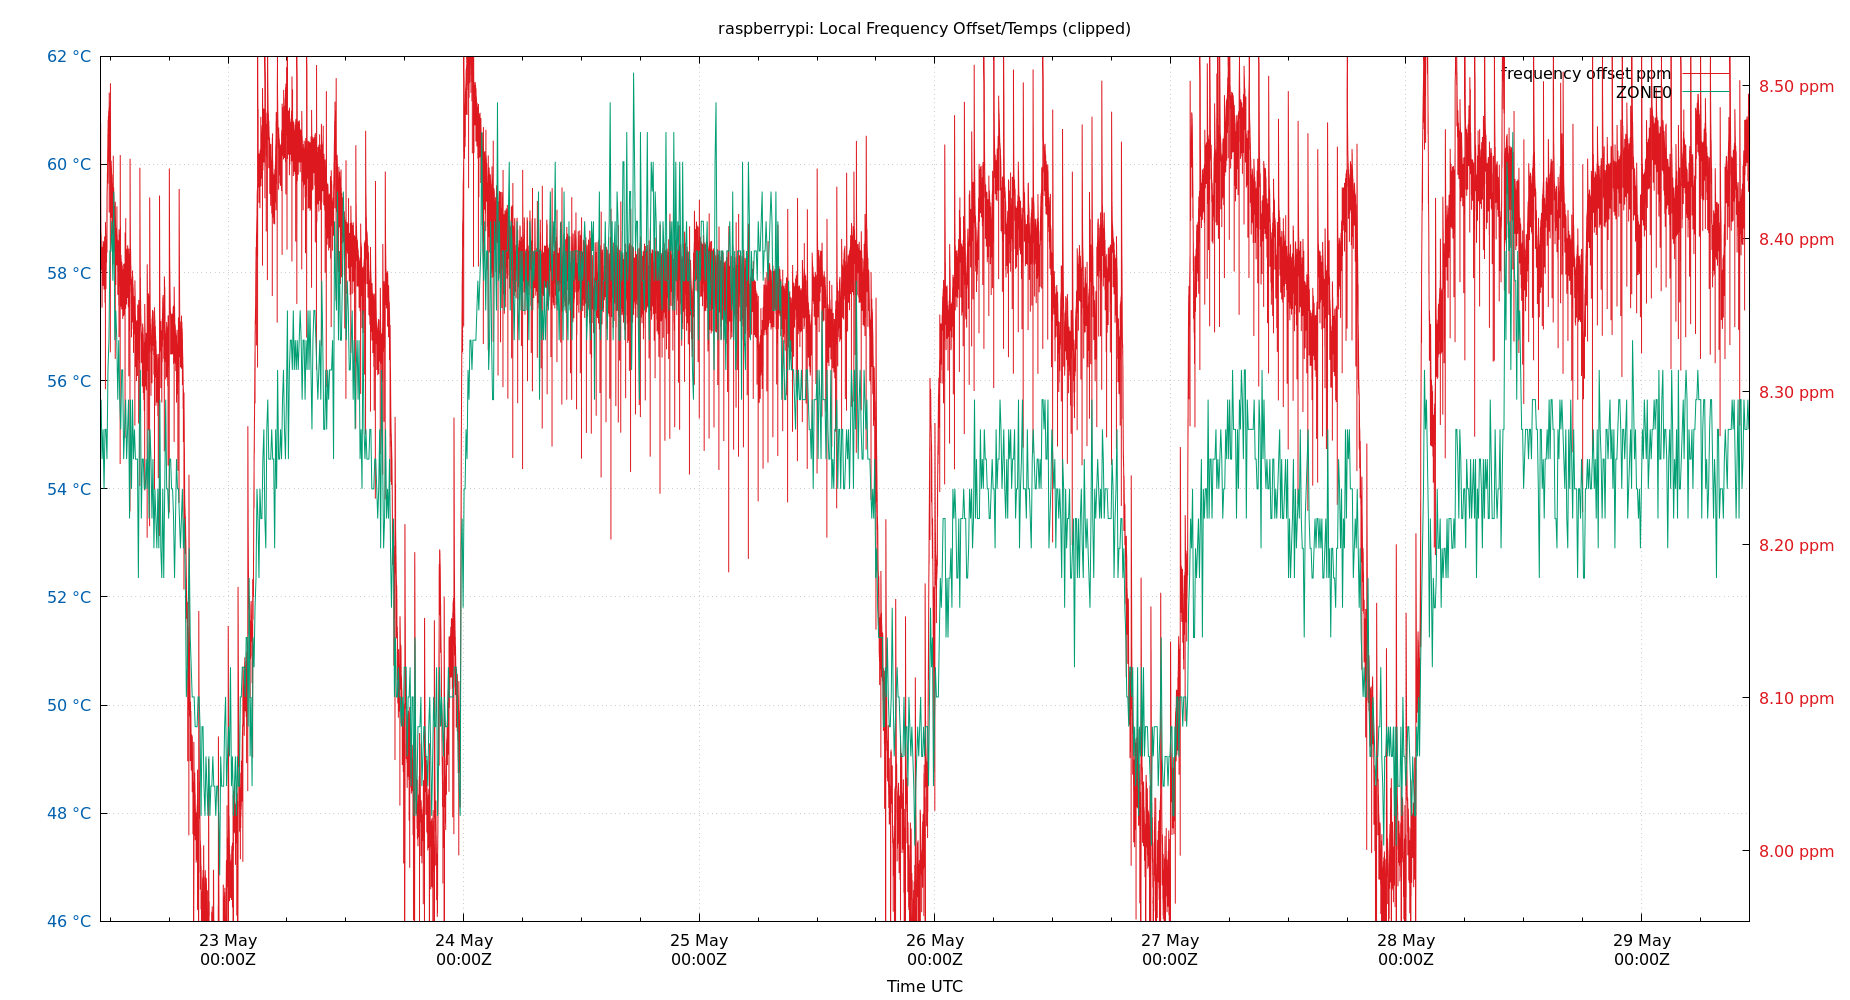 raspberrypi: Local Frequency Offset/Temps (clipped)
62 °C
60 °C
58 °C
56 °C
54 °C
52 °C
50 °C
48 °C
46 °C
frequency offset ppm
ZONE0
8.50 ppm
8.40 ppm
8.30 ppm
8.20 ppm
8.10 ppm
8.00 ppm
23 May
00:00Z
24 May
00:00Z
25 May
00:00Z
26 May
00:00Z
27 May
00:00Z
28 May
00:00Z
29 May
00:00Z
Time UTC